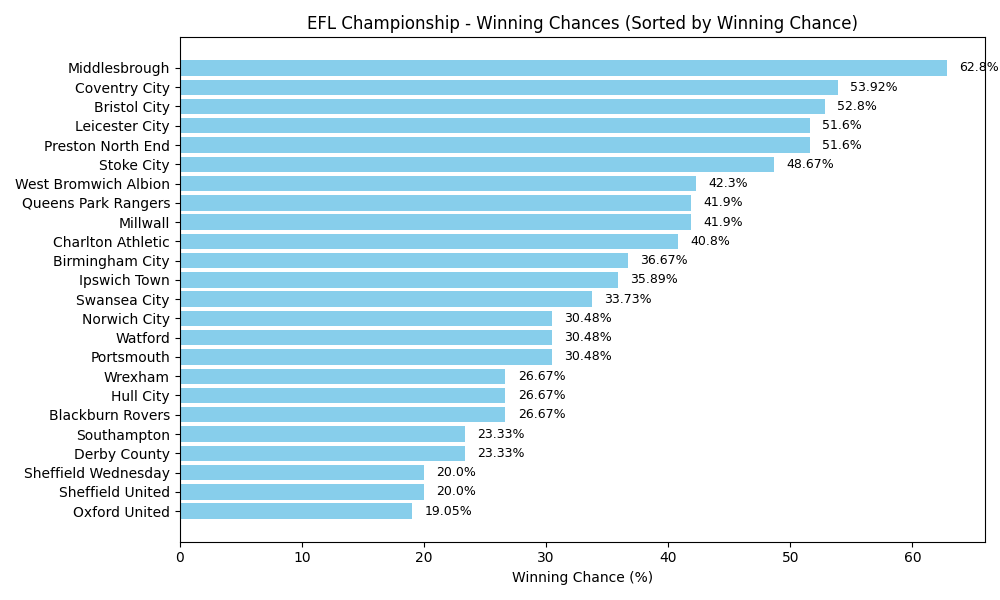 EFL Championship - Winning Chances (Sorted by Winning Chance)
Middlesbrough 62.8%
Coventry City 53.92%
Bristol City 52.8%
Leicester City 51.6%
Preston North End 51.6%
Stoke City 48.67%
West Bromwich Albion 42.3%
Queens Park Rangers 41.9%
Millwall 41.9%
Charlton Athletic 40.8%
Birmingham City 36.67%
Ipswich Town 35.89%
Swansea City 33.73%
Norwich City 30.48%
Watford 30.48%
Portsmouth 30.48%
Wrexham 26.67%
Hull City 26.67%
Blackburn Rovers 26.67%
Southampton 23.33%
Derby County 23.33%
Sheffield Wednesday 20.0%
Sheffield United 20.0%
Oxford United 19.05%
0 10 20 30 40 50 60
Winning Chance (%)